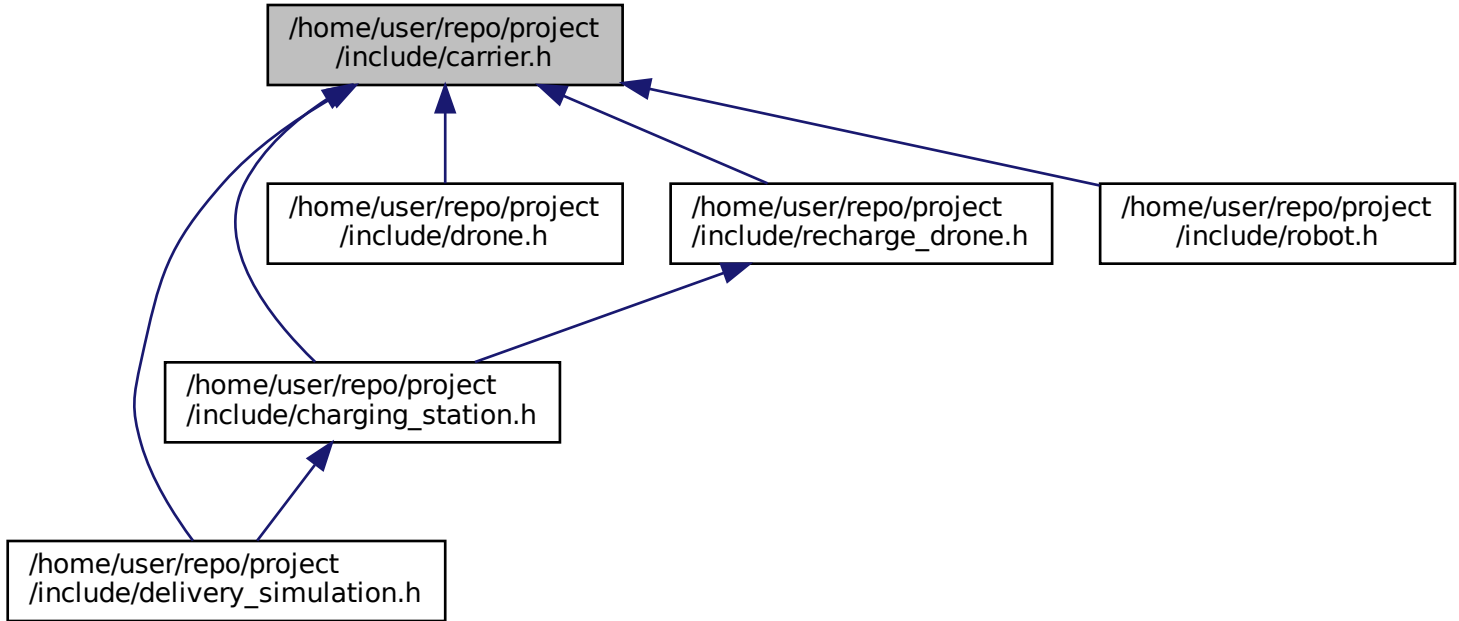 /home/user/repo/project
/include/carrier.h
/home/user/repo/project
/include/drone.h
/home/user/repo/project
/include/recharge_drone.h
/home/user/repo/project
/include/robot.h
/home/user/repo/project
/include/charging_station.h
/home/user/repo/project
/include/delivery_simulation.h